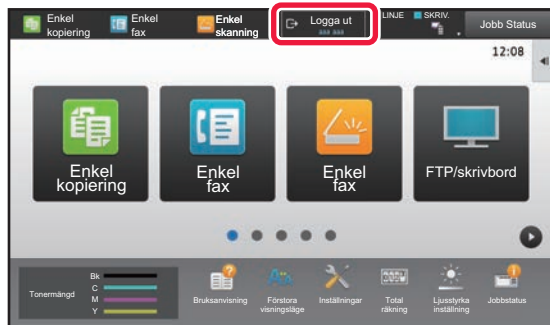 Enkel
kopiering
Enkel
fax
Enkel
skanning
Logga ut
LINJE
SKRIV.
Jobb Status
12:08
Enkel
kopiering
Enkel
fax
Enkel
fax
FTP/skrivbord
Tonermängd
Bk
C
M
Y
Bruksanvisning
Förstora
visningsläge
Inställningar
Total
räkning
Ljusstyrka
inställning
Jobbstatus